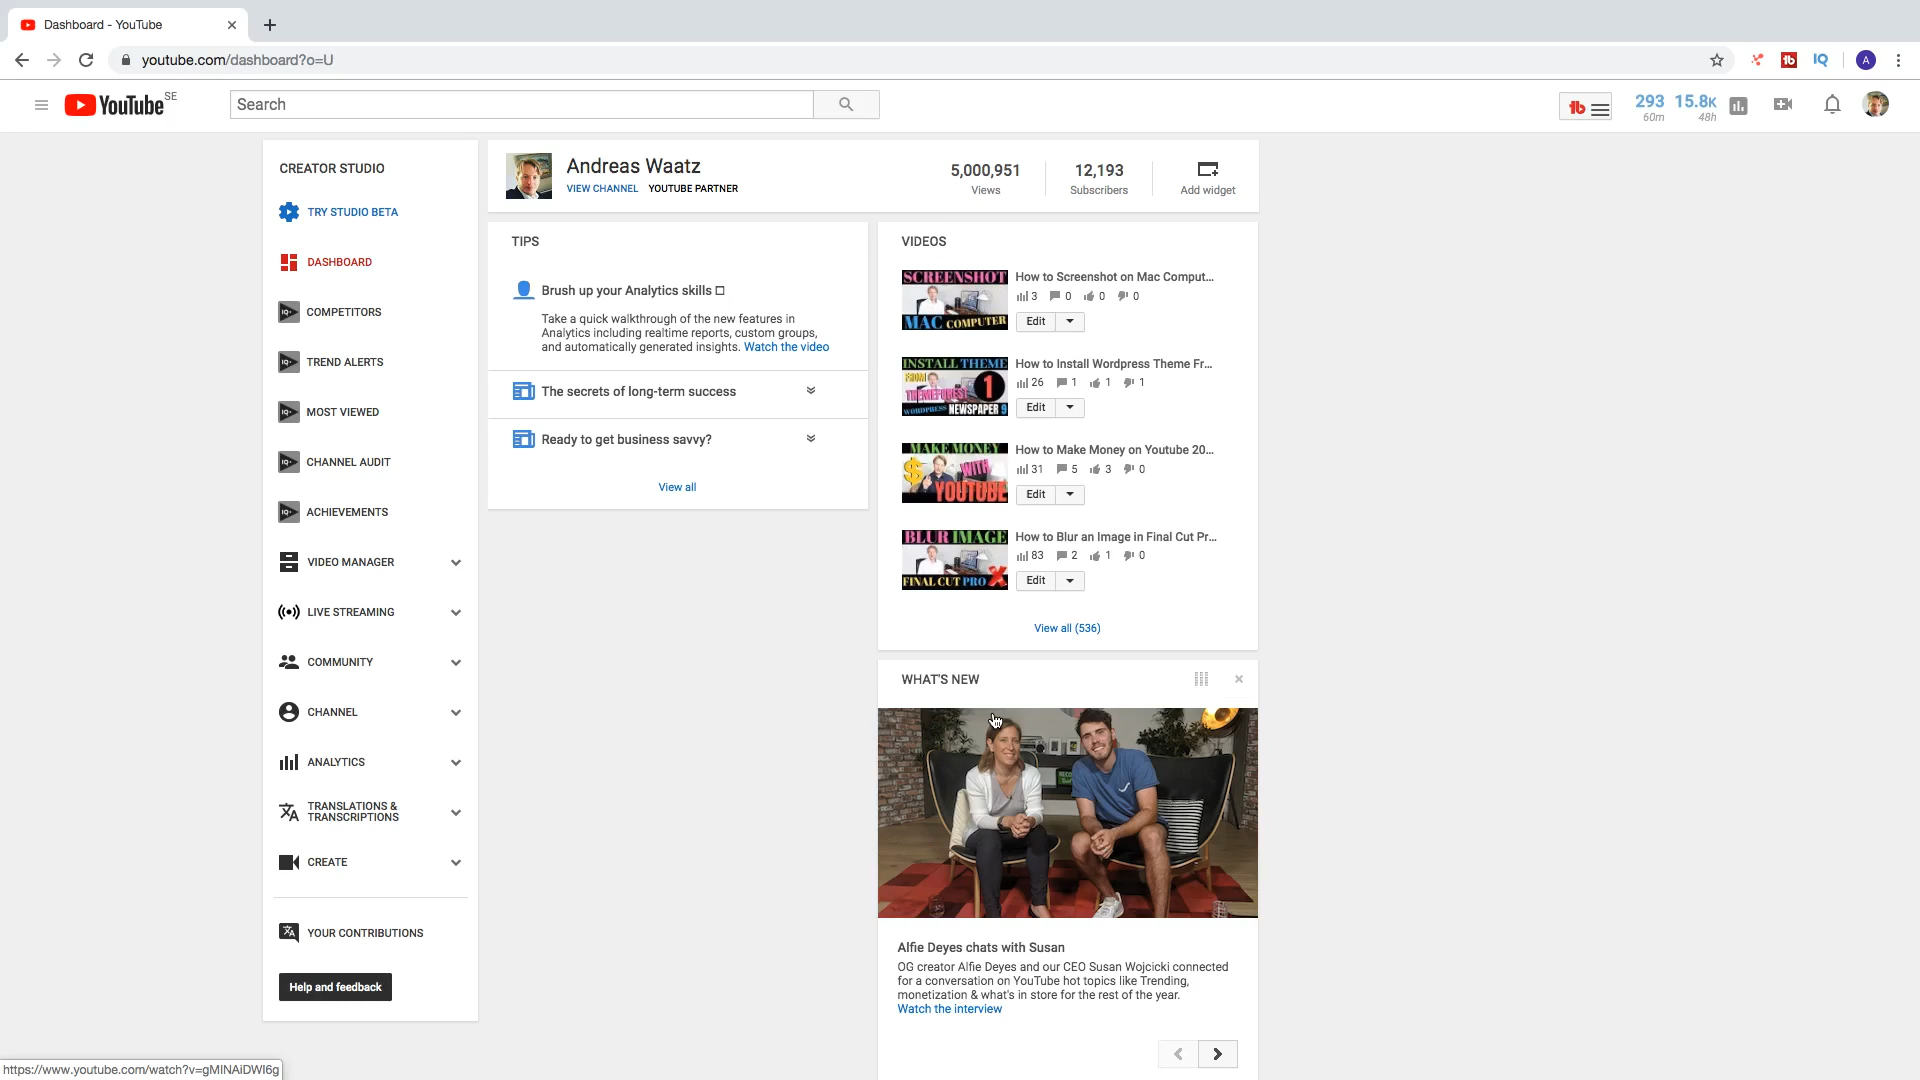 Dashboard - YouTube
youtube.com/dashboard?o=U
A
YouTube SE
Search
293 60m
15.8K 48h
CREATOR STUDIO
TRY STUDIO BETA
DASHBOARD
COMPETITORS
TREND ALERTS
MOST VIEWED
CHANNEL AUDIT
ACHIEVEMENTS
VIDEO MANAGER
LIVE STREAMING
COMMUNITY
CHANNEL
ANALYTICS
TRANSLATIONS &
TRANSCRIPTIONS
CREATE
YOUR CONTRIBUTIONS
Help and feedback
Andreas Waatz
VIEW CHANNEL YOUTUBE PARTNER
5,000,951
Views
12,193
Subscribers
Add widget
TIPS
Brush up your Analytics skills
Take a quick walkthrough of the new features in
Analytics including realtime reports, custom groups,
and automatically generated insights. Watch the video
The secrets of long-term success
Ready to get business savvy?
View all
VIDEOS
SCREENSHOT
MAC COMPUTER
How to Screenshot on Mac Comput...
3 0 0 0
Edit
INSTALL THEME
FROM
THEMEFOREST
1
WORDPRESS NEWSPAPER 9
How to Install Wordpress Theme Fr...
26 1 1 1
Edit
MAKE MONEY
$ WITH
YOUTUBE
How to Make Money on Youtube 20...
31 5 3 0
Edit
BLUR IMAGE
FINAL CUT PRO X
How to Blur an Image in Final Cut Pr...
83 2 1 0
Edit
View all (536)
WHAT'S NEW
Alfie Deyes chats with Susan
OG creator Alfie Deyes and our CEO Susan Wojcicki connected
for a conversation on YouTube hot topics like Trending,
monetization & what's in store for the rest of the year.
Watch the interview
https://www.youtube.com/watch?v=gMlNAiDWl6g